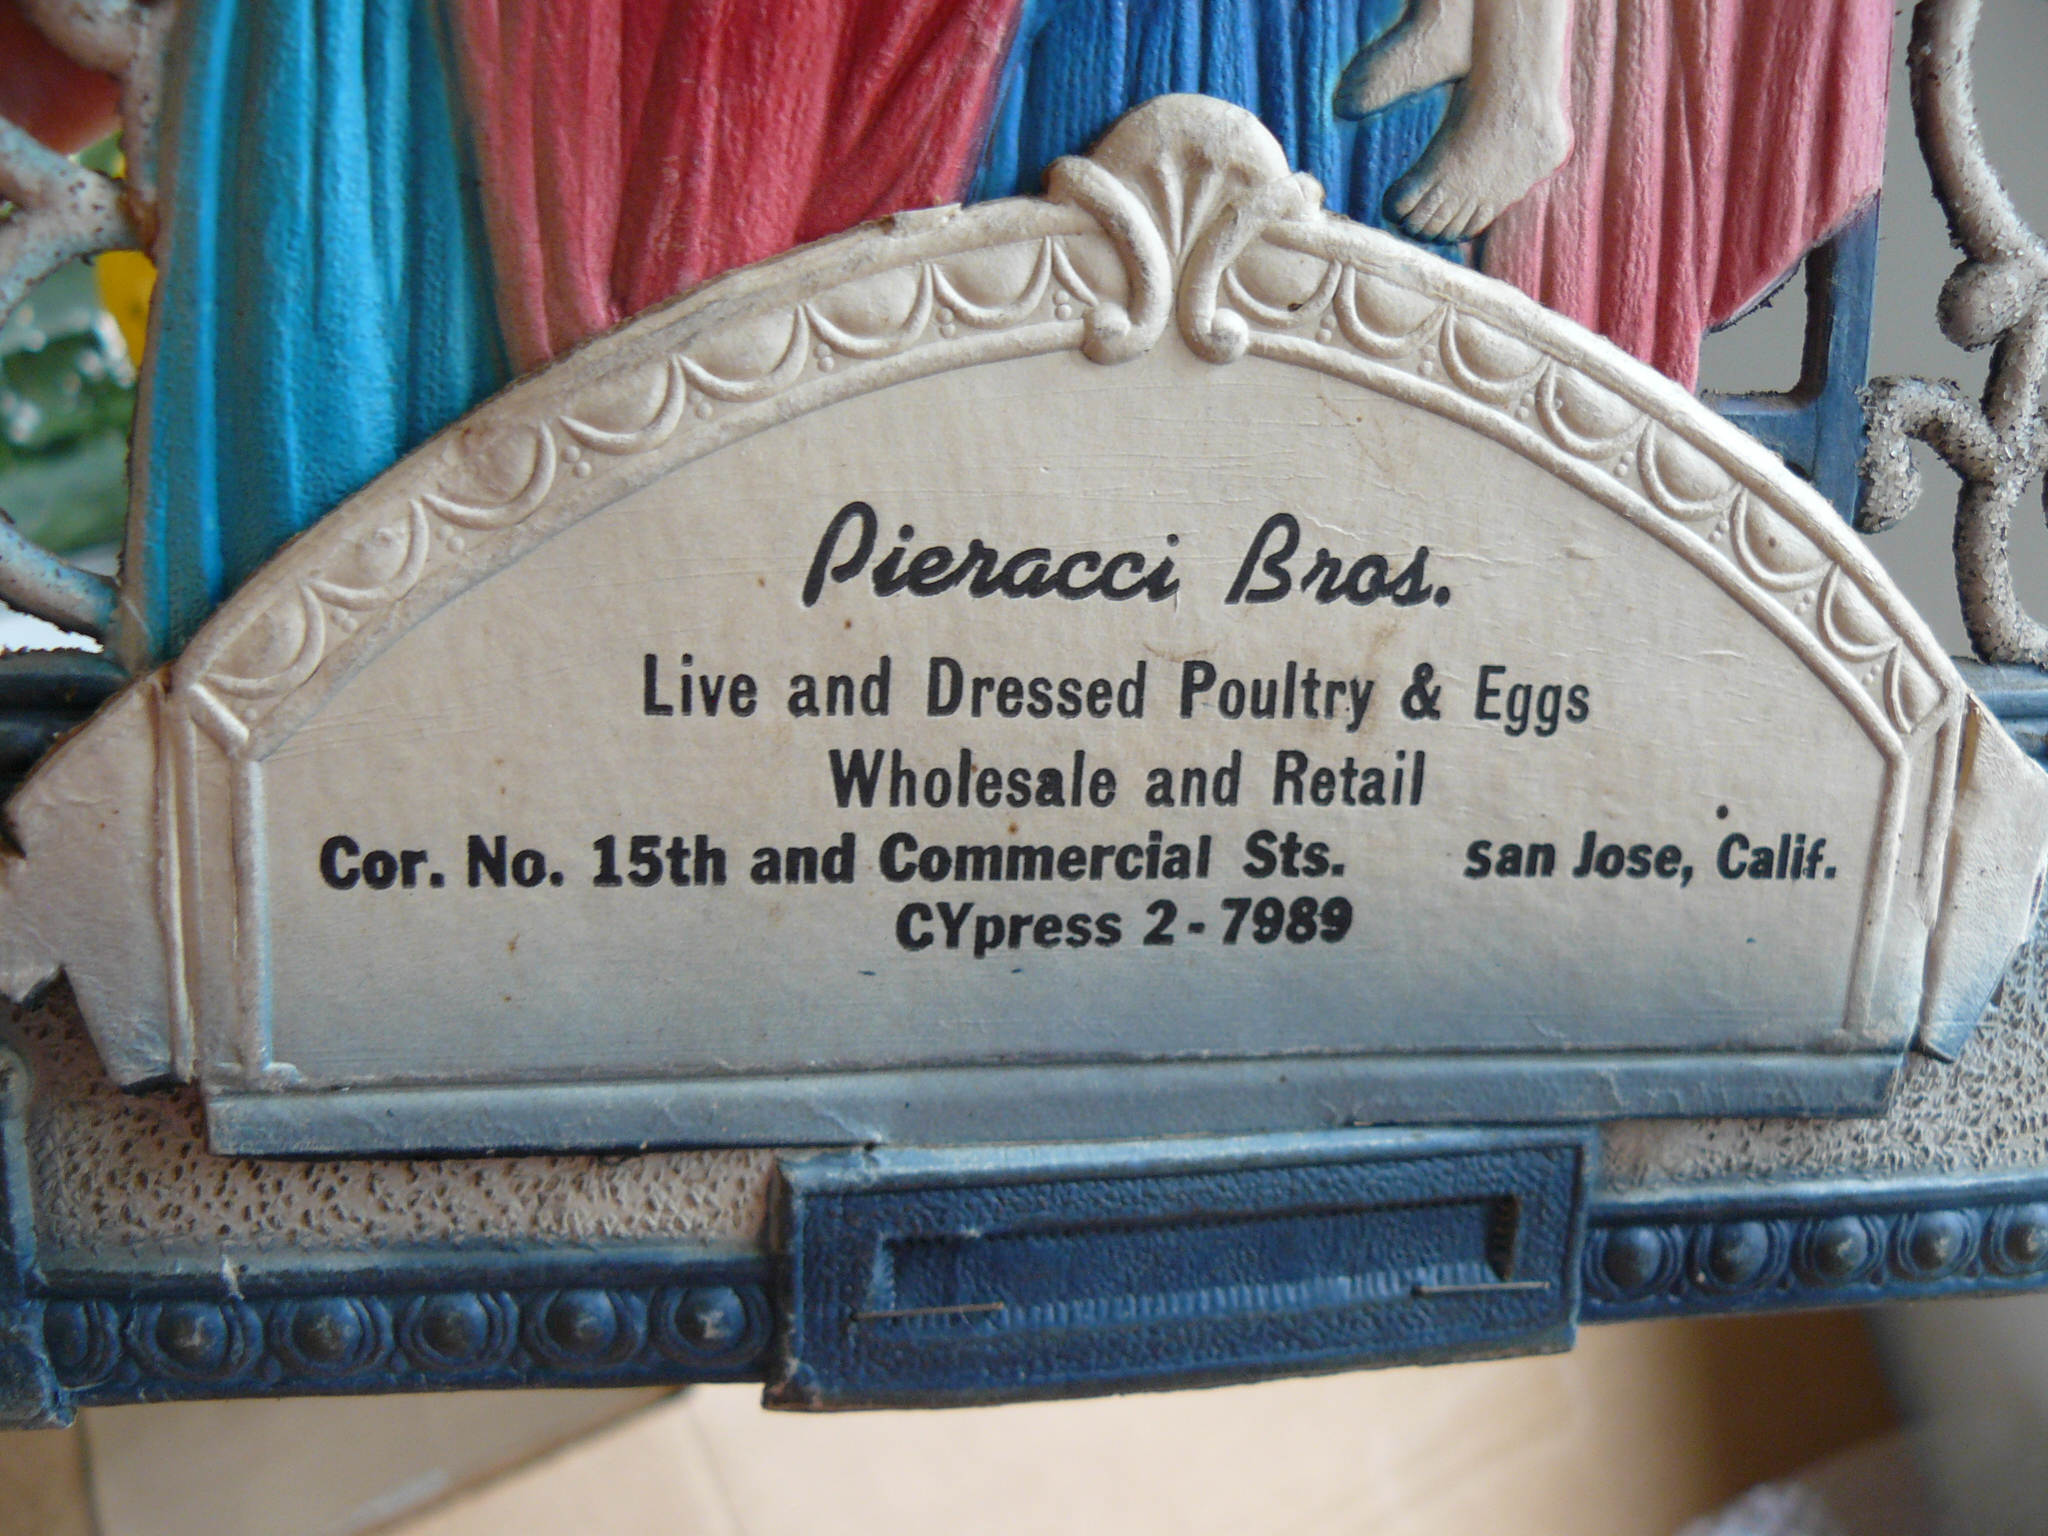 Pieracci Bros.
Live and Dressed Poultry & Eggs
Wholesale and Retail
Cor. No. 15th and Commercial Sts. san Jose, Calif.
CYpress 2-7989